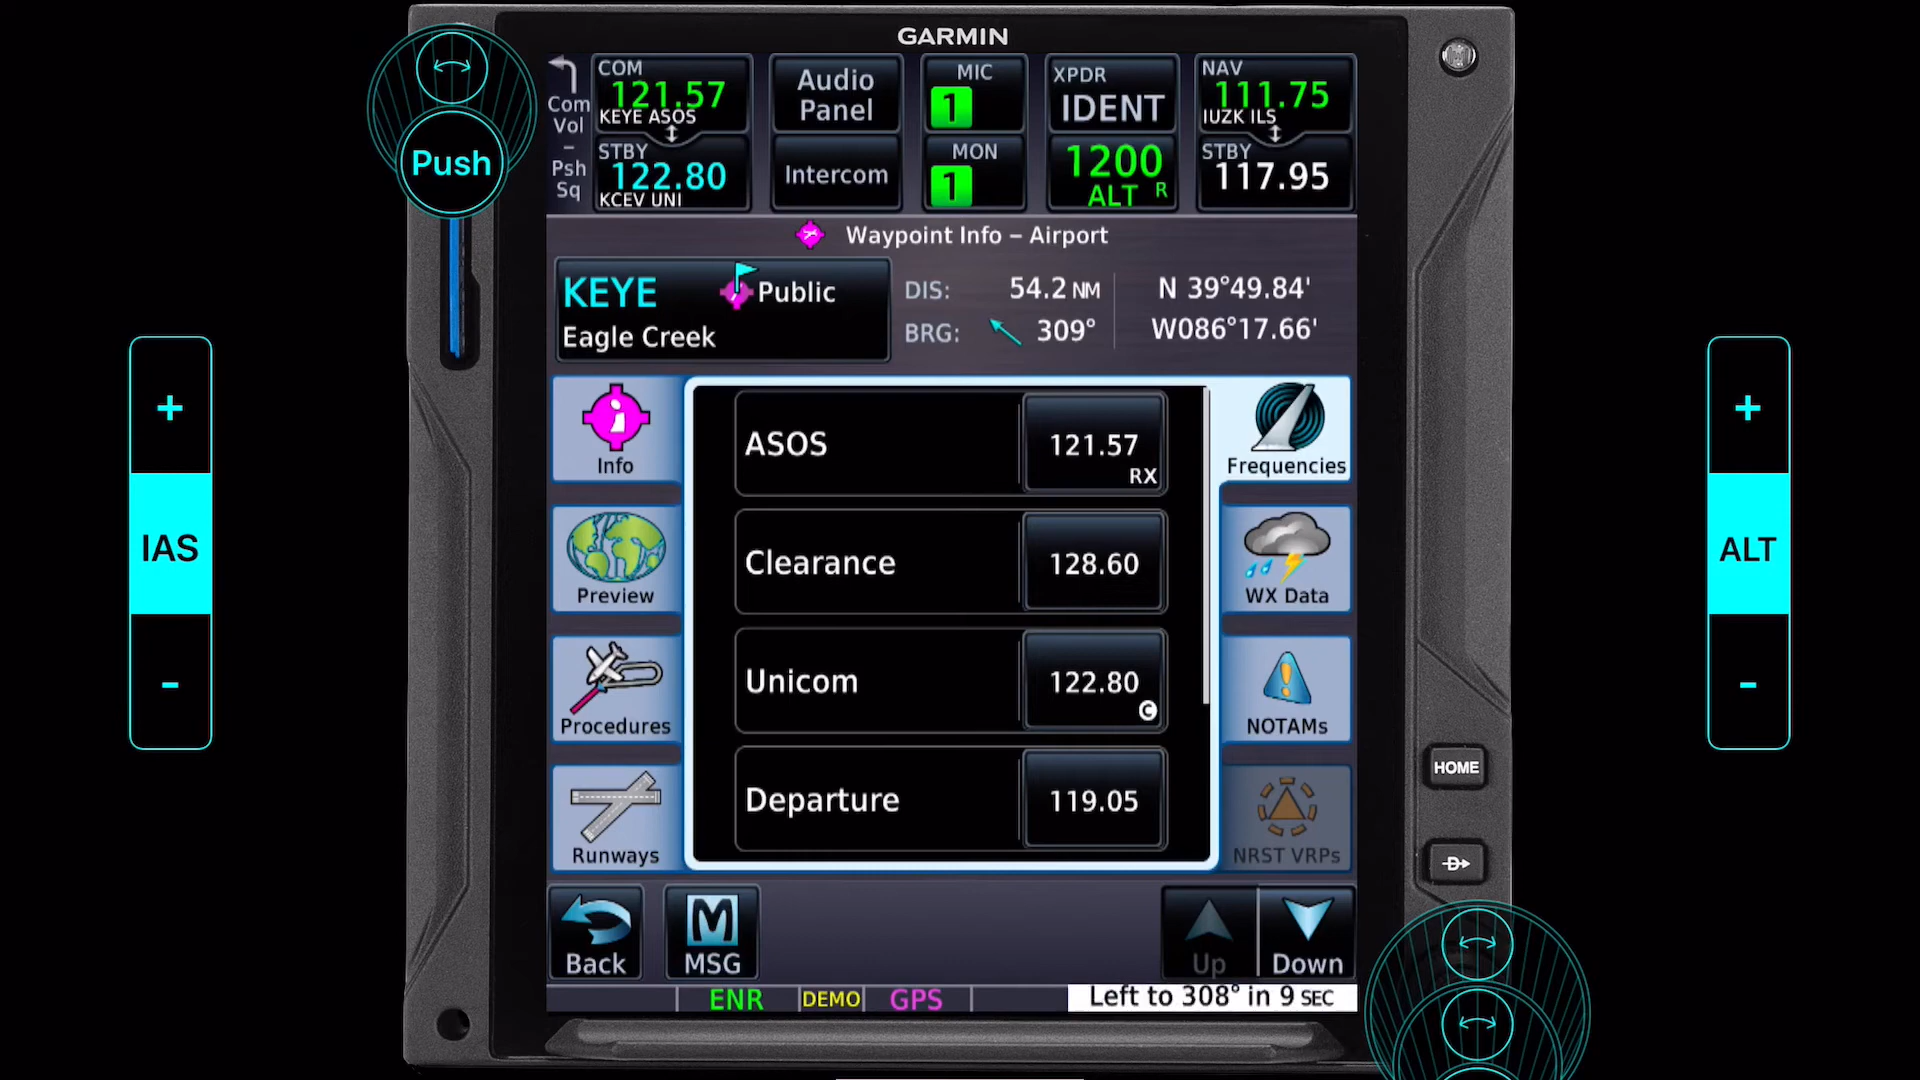 GARMIN
Com
Vol
–
Psh
Sq
COM
121.57
KEYE ASOS
STBY
122.80
KCEV UNI
Audio
Panel
Intercom
MIC
1
MON
1
XPDR
IDENT
1200
ALT R
NAV
111.75
IUZK ILS
STBY
117.95
Push
Waypoint Info – Airport
KEYE Public
Eagle Creek
DIS: 54.2 NM
BRG: 309°
N 39°49.84'
W086°17.66'
Info
Preview
Procedures
Runways
ASOS 121.57
RX
Clearance 128.60
Unicom 122.80
C
Departure 119.05
Frequencies
WX Data
NOTAMs
NRST VRPs
+
IAS
-
+
ALT
-
HOME
D
Back
MSG
Up
Down
ENR DEMO GPS
Left to 308° in 9 SEC